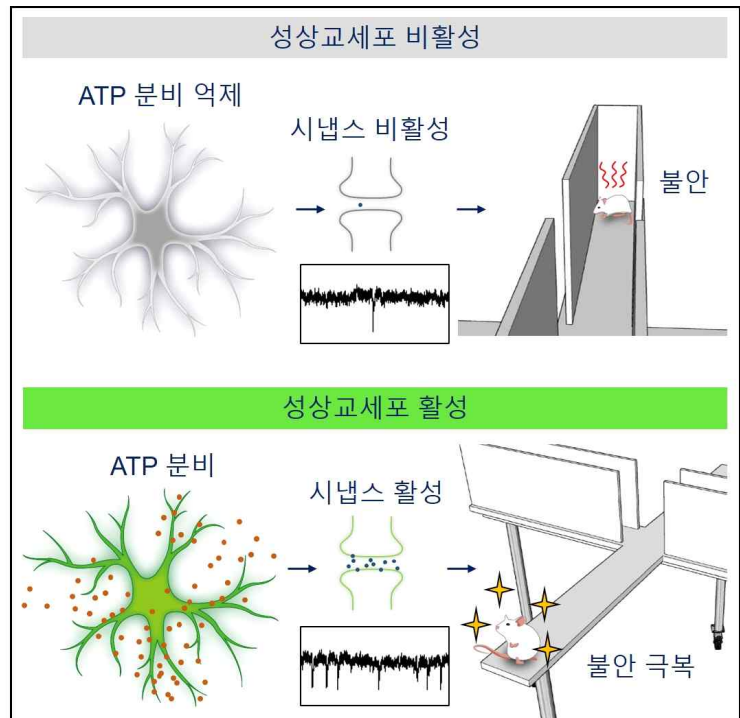 성상교세포 비활성
ATP 분비 억제
시냅스 비활성
불안
성상교세포 활성
ATP 분비
시냅스 활성
불안 극복